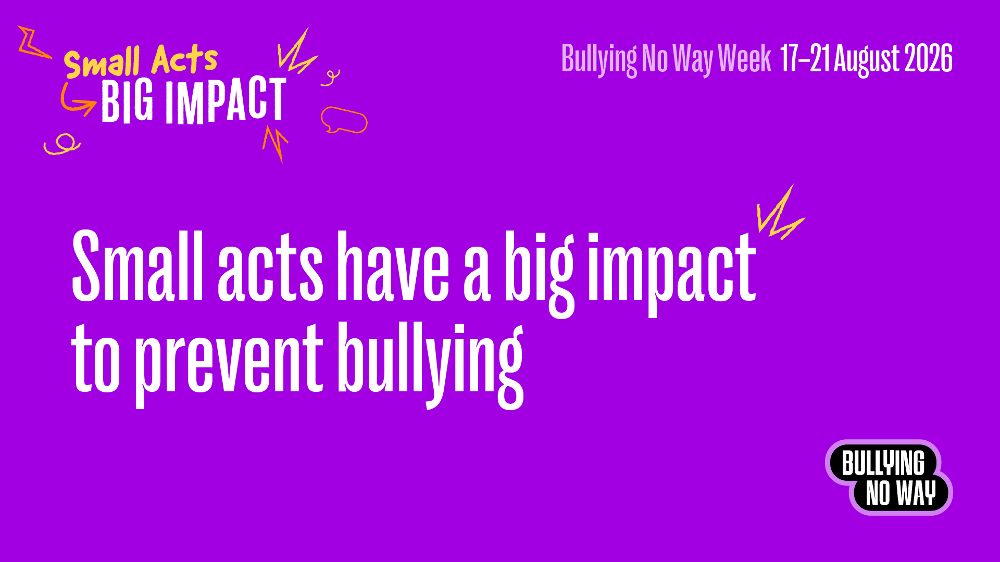 Small Acts
BIG IMPACT
Bullying No Way Week 17–21 August 2026
Small acts have a big impact
to prevent bullying
BULLYING
NO WAY